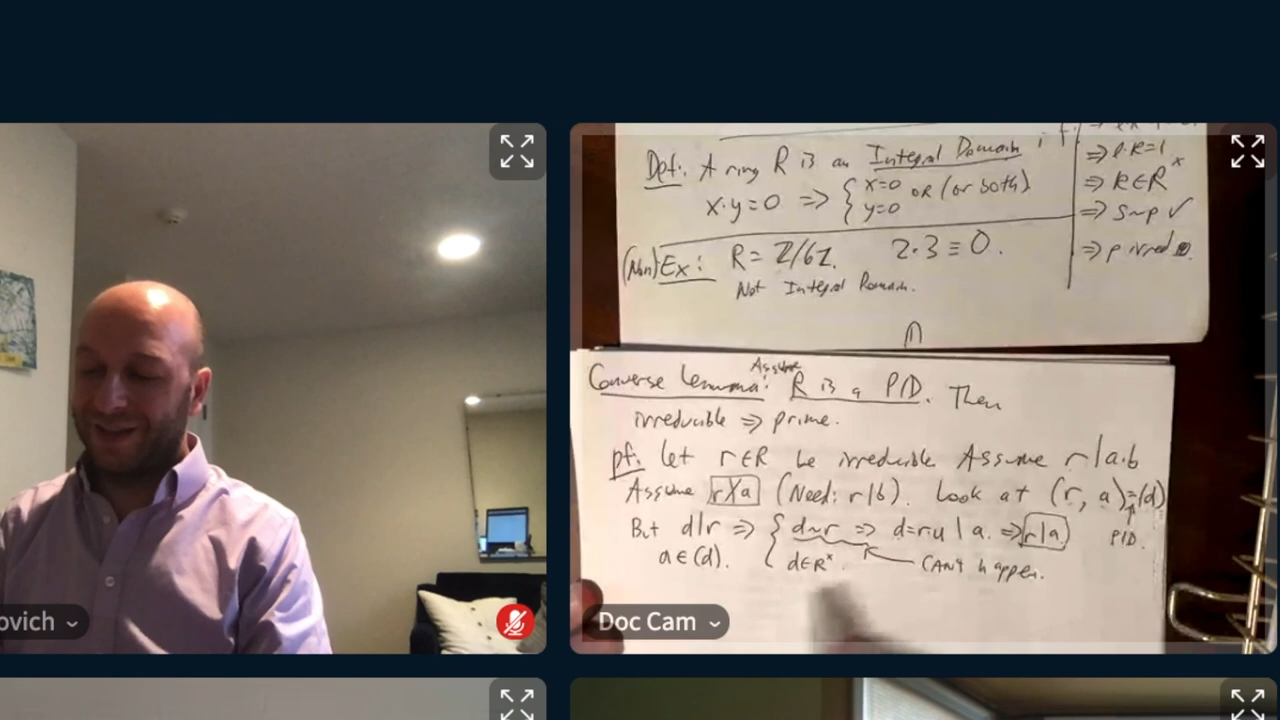 Def: A ring R is an Integral Domain if
x·y=0 ⇒ { x=0 OR (or both)
y=0
(Non) Ex: R = Z/6Z. 2·3 ≡ 0.
Not Integral Domain.
⇒ l·k=1
⇒ k∈R^x
⇒ s~p ✓
⇒ p irred
Converse Lemma: Assume R is a PID. Then
irreducible ⇒ prime.
pf: Let r∈R be irreducible Assume r|a·b
Assume r∤a (Need: r|b). Look at (r, a)=(d)
PID.
But d|r ⇒ { d~r ⇒ d=ru | a. ⇒ r|a
a∈(d). d∈R^x. CAN'T happen.
ovich
Doc Cam